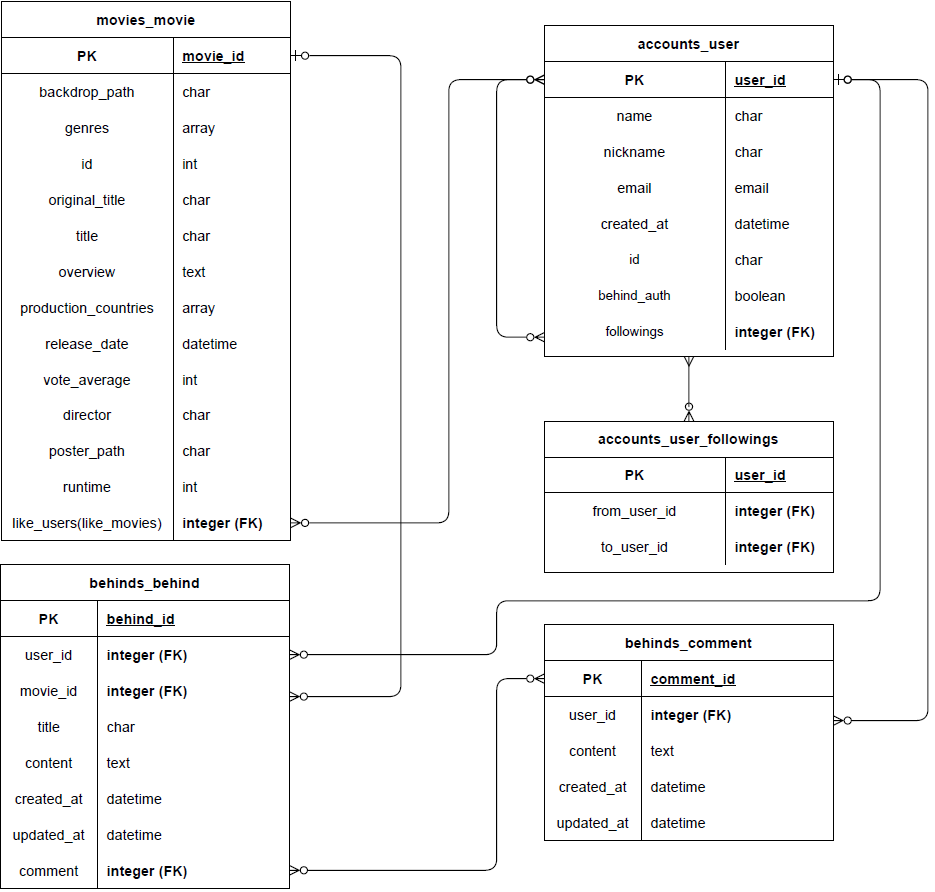 movies_movie
PK movie_id
backdrop_path char
genres array
id int
original_title char
title char
overview text
production_countries array
release_date datetime
vote_average int
director char
poster_path char
runtime int
like_users(like_movies) integer (FK)
accounts_user
PK user_id
name char
nickname char
email email
created_at datetime
id char
behind_auth boolean
followings integer (FK)
accounts_user_followings
PK user_id
from_user_id integer (FK)
to_user_id integer (FK)
behinds_behind
PK behind_id
user_id integer (FK)
movie_id integer (FK)
title char
content text
created_at datetime
updated_at datetime
comment integer (FK)
behinds_comment
PK comment_id
user_id integer (FK)
content text
created_at datetime
updated_at datetime